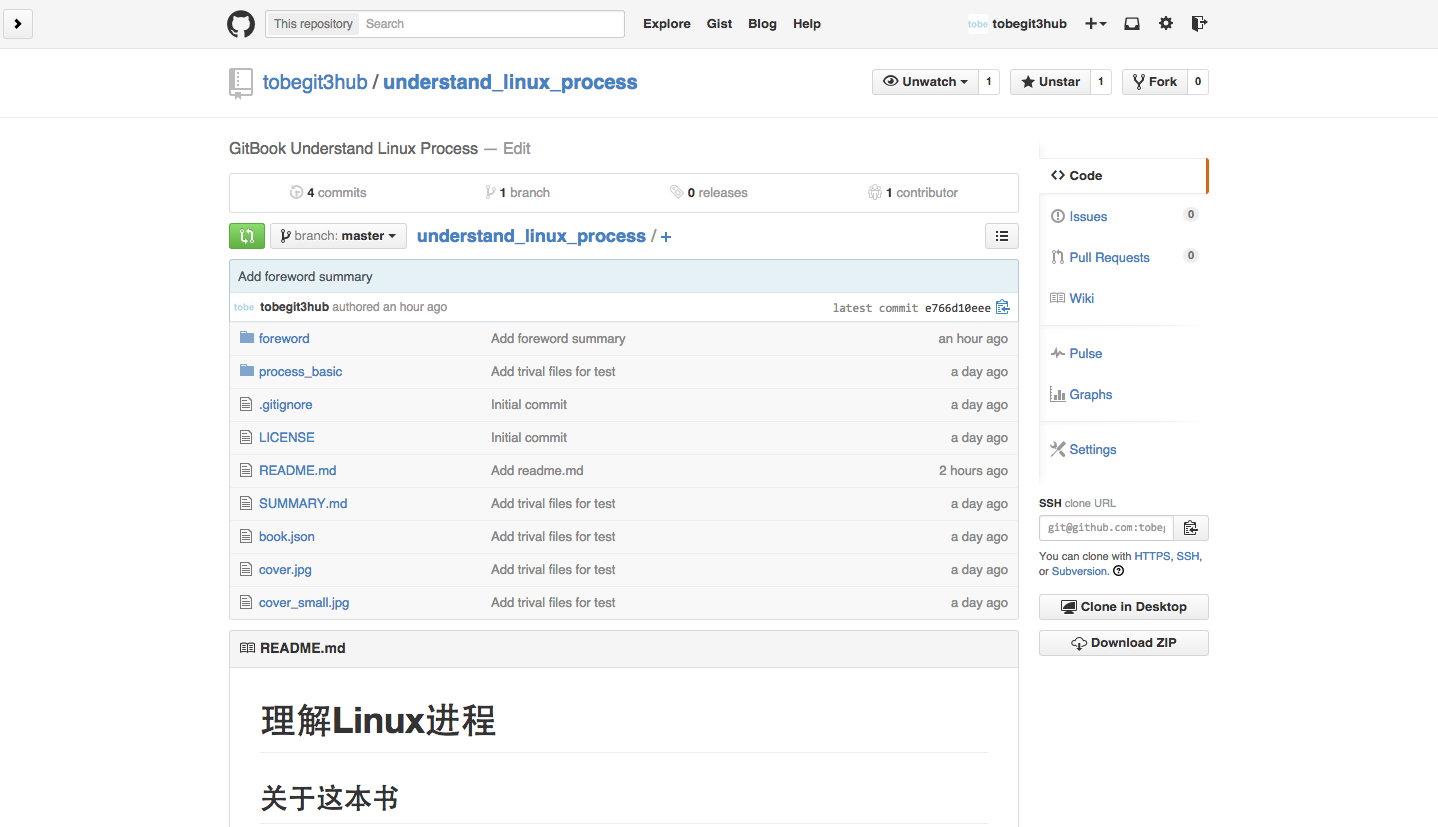 This repository Search Explore Gist Blog Help tobe tobegit3hub
tobegit3hub / understand_linux_process Unwatch 1 Unstar 1 Fork 0
GitBook Understand Linux Process — Edit
4 commits 1 branch 0 releases 1 contributor
branch: master understand_linux_process / +
Add foreword summary
tobe tobegit3hub authored an hour ago latest commit e766d10eee
foreword Add foreword summary an hour ago
process_basic Add trival files for test a day ago
.gitignore Initial commit a day ago
LICENSE Initial commit a day ago
README.md Add readme.md 2 hours ago
SUMMARY.md Add trival files for test a day ago
book.json Add trival files for test a day ago
cover.jpg Add trival files for test a day ago
cover_small.jpg Add trival files for test a day ago
README.md
理解Linux进程
关于这本书
Code
Issues 0
Pull Requests 0
Wiki
Pulse
Graphs
Settings
SSH clone URL
git@github.com:tobeg
You can clone with HTTPS, SSH,
or Subversion.
Clone in Desktop
Download ZIP